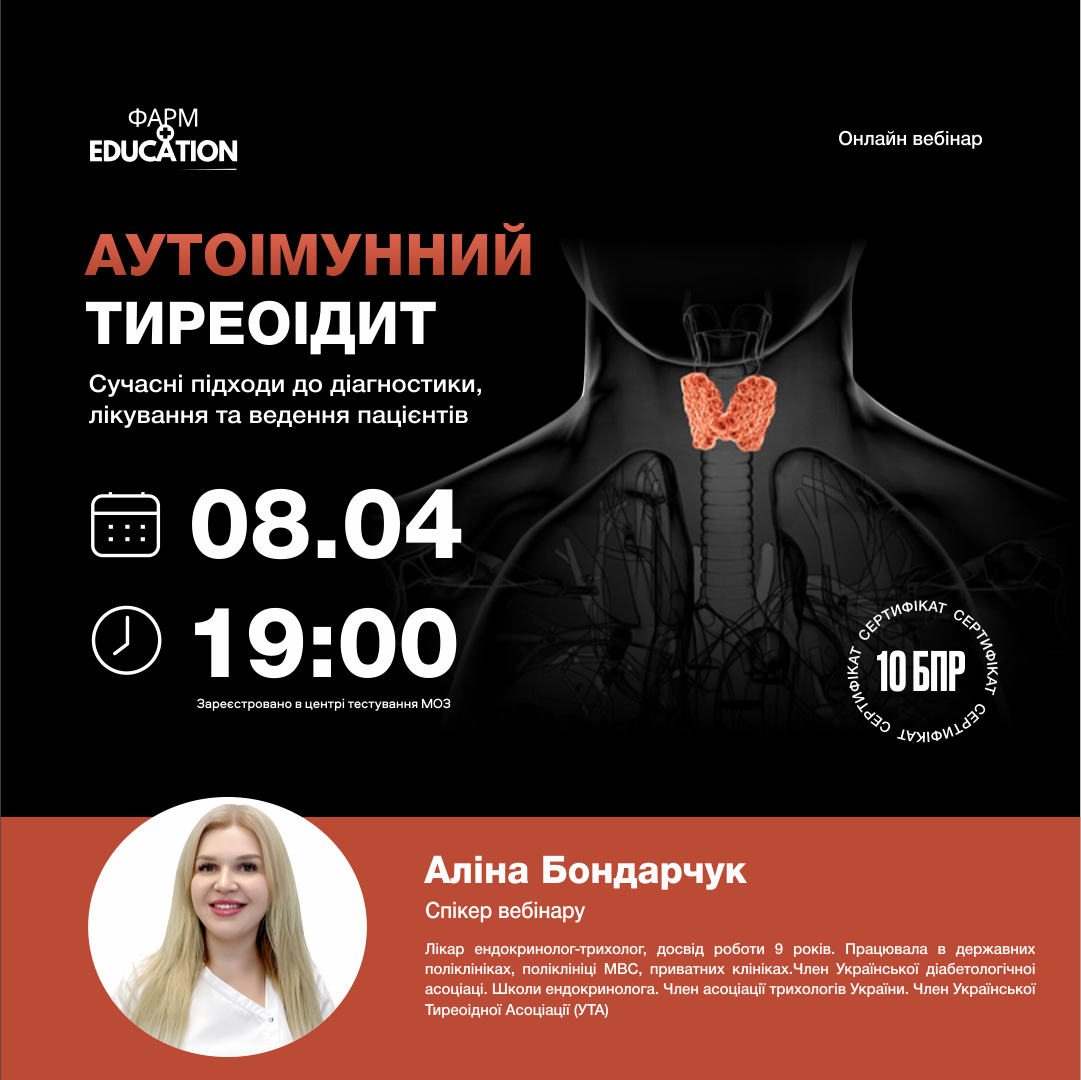 ФАРМ
EDUCATION
Онлайн вебінар
АУТОІМУННИЙ
ТИРЕОІДИТ
Сучасні підходи до діагностики,
лікування та ведення пацієнтів
08.04
19:00
Зареєстровано в центрі тестування МОЗ
СЕРТИФІКАТ СЕРТИФІКАТ СЕРТИФІКАТ СЕРТИФІКАТ
10 БПР
Аліна Бондарчук
Спікер вебінару
Лікар ендокринолог-трихолог, досвід роботи 9 років. Працювала в державних
поліклініках, поліклініці МВС, приватних клініках.Член Української діабетологічної
асоціаці. Школи ендокринолога. Член асоціації трихологів України. Член Української
Тиреоідної Асоціації (УТА)